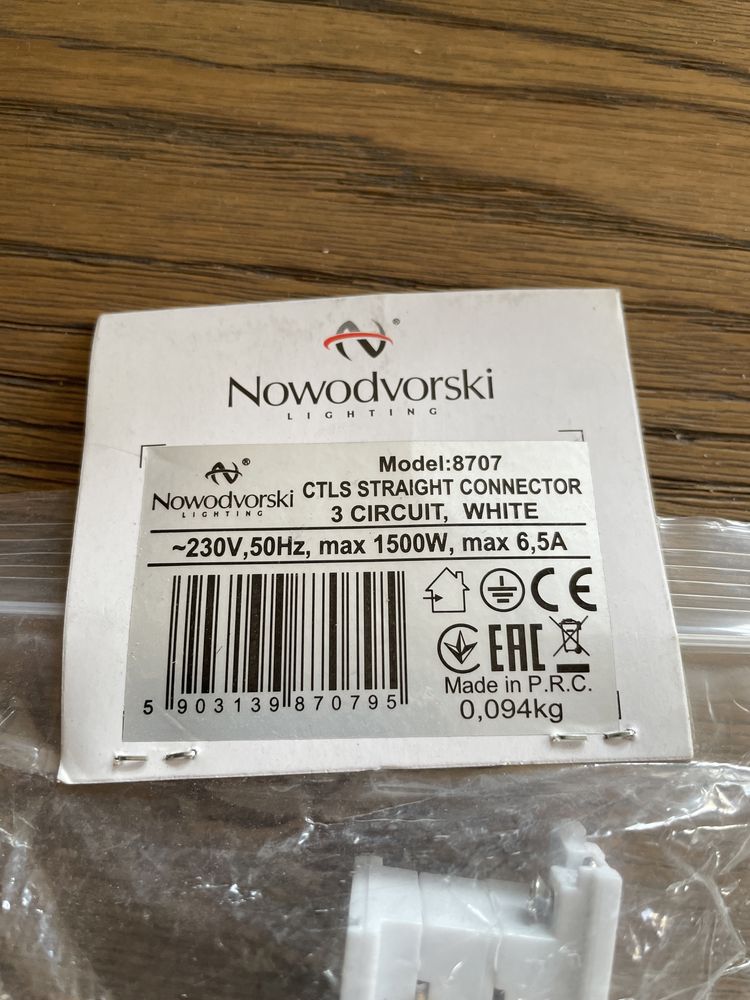 ®
Nowodvorski
LIGHTING
®
Nowodvorski
LIGHTING
Model:8707
CTLS STRAIGHT CONNECTOR
3 CIRCUIT, WHITE
~230V,50Hz, max 1500W, max 6,5A
CE
EAC
5 903139 870795
Made in P.R.C.
0,094kg